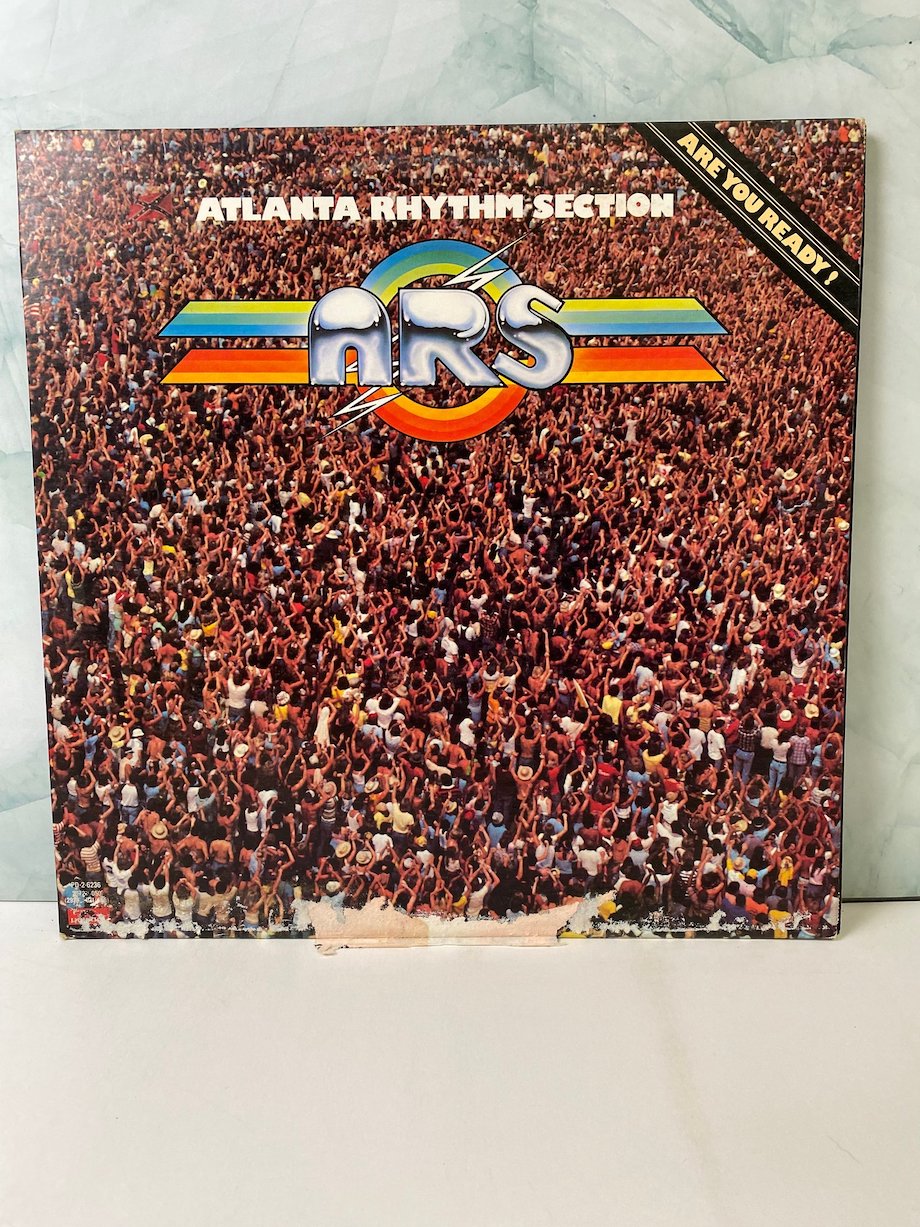 ATLANTA RHYTHM SECTION
ARE YOU READY!
ARS
PD-2-6236